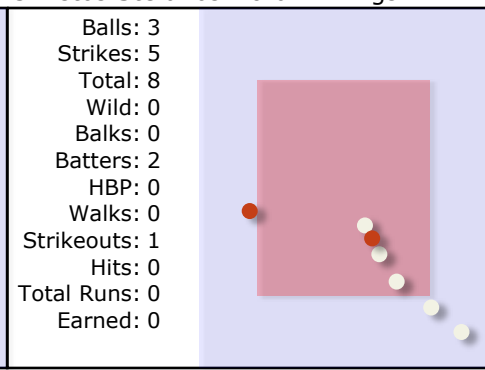 Balls: 3
Strikes: 5
Total: 8
Wild: 0
Balks: 0
Batters: 2
HBP: 0
Walks: 0
Strikeouts: 1
Hits: 0
Total Runs: 0
Earned: 0